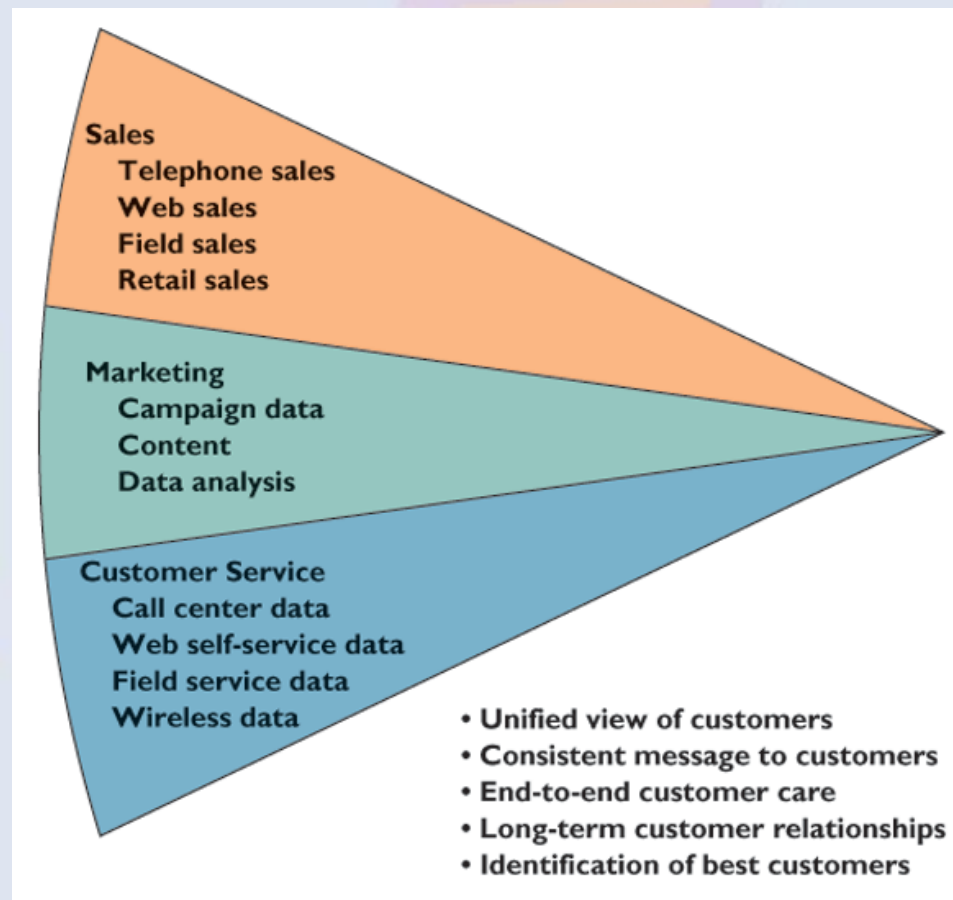 Sales
Telephone sales
Web sales
Field sales
Retail sales
Marketing
Campaign data
Content
Data analysis
Customer Service
Call center data
Web self-service data
Field service data
Wireless data
• Unified view of customers
• Consistent message to customers
• End-to-end customer care
• Long-term customer relationships
• Identification of best customers